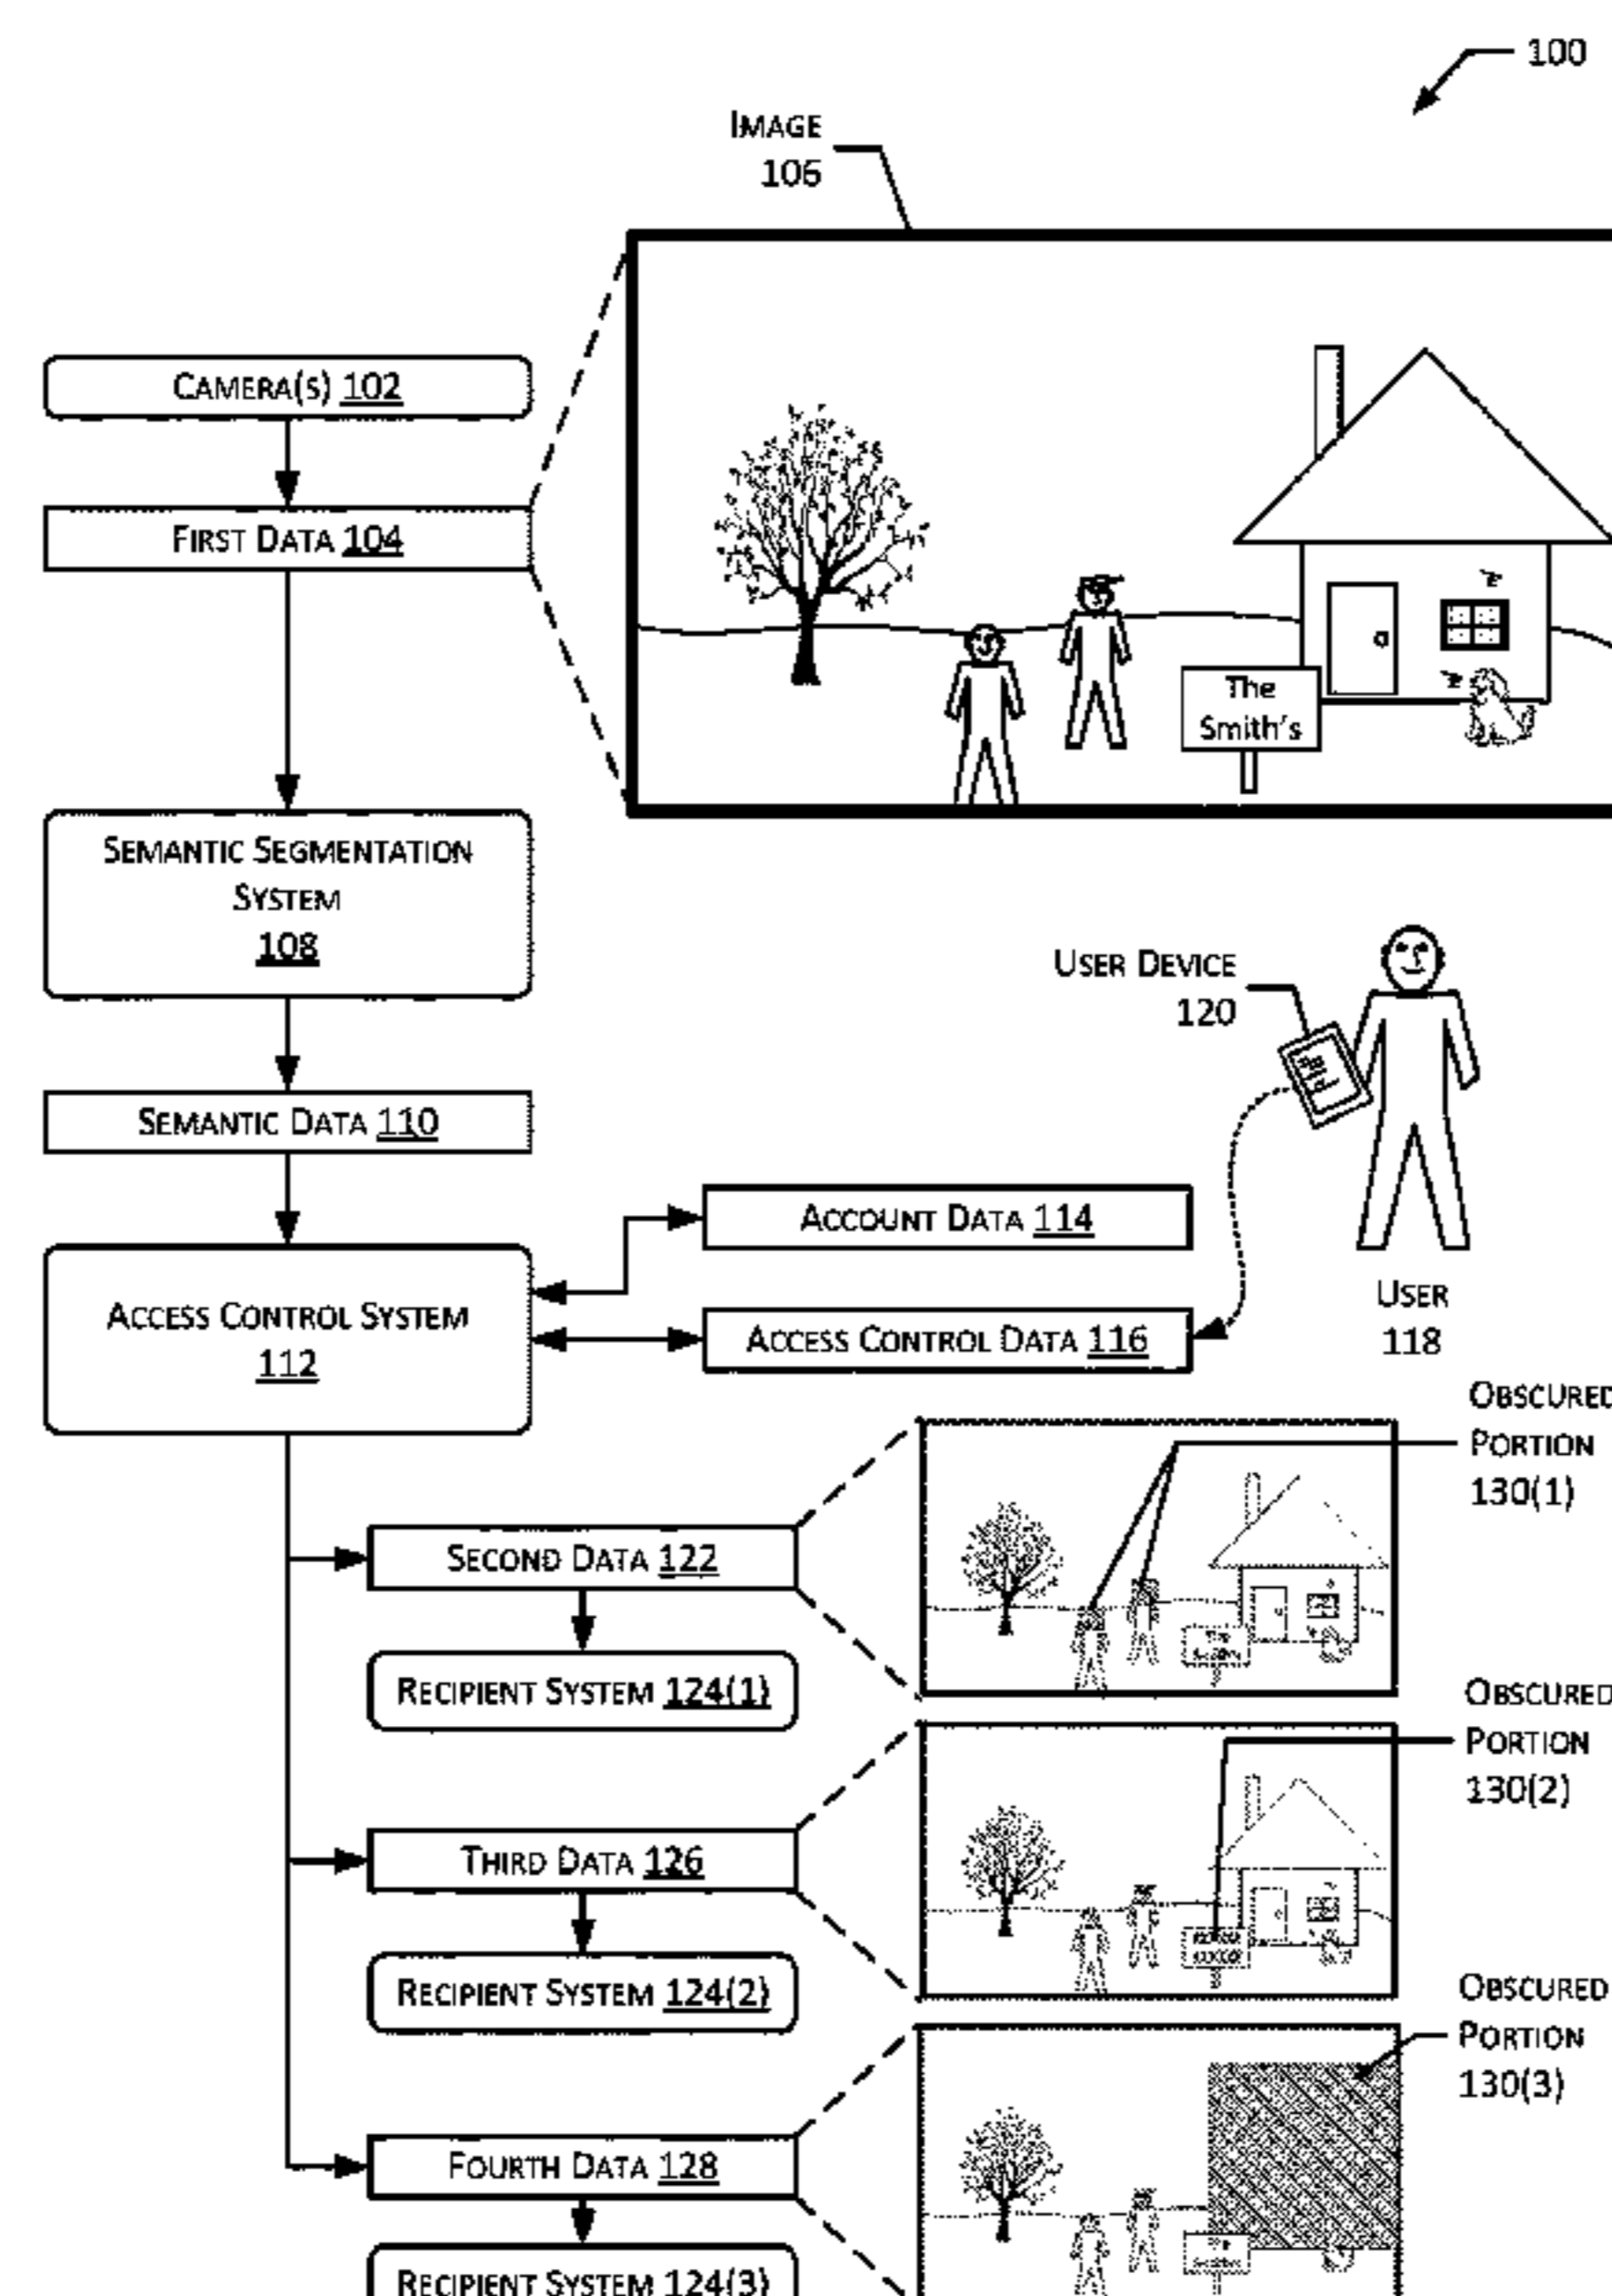 100
IMAGE
106
CAMERA(S) 102
FIRST DATA 104
The
Smith's
SEMANTIC SEGMENTATION
SYSTEM
108
USER DEVICE
120
SEMANTIC DATA 110
ACCOUNT DATA 114
ACCESS CONTROL SYSTEM
112
ACCESS CONTROL DATA 116
USER
118
OBSCURED
PORTION
130(1)
SECOND DATA 122
RECIPIENT SYSTEM 124(1)
OBSCURED
PORTION
130(2)
THIRD DATA 126
RECIPIENT SYSTEM 124(2)
OBSCURED
PORTION
130(3)
FOURTH DATA 128
RECIPIENT SYSTEM 124(3)